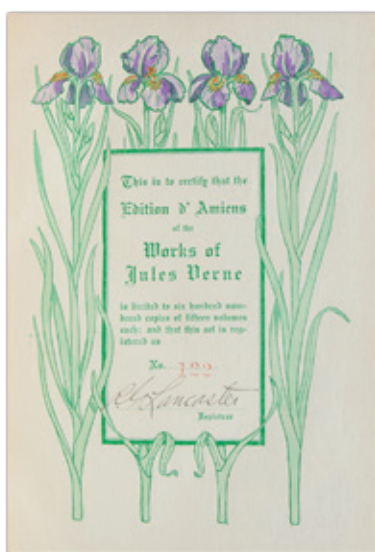 This is to certify that the
Edition d' Amiens
of the
Works of
Jules Verne
is limited to six hundred num-
bered copies of fifteen volumes
each; and that this set is reg-
istered as
No. 199
Lancaster
Registrar